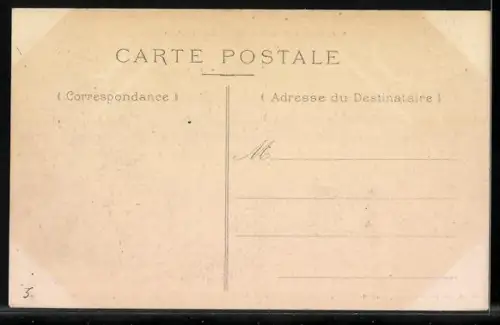 CARTE POSTALE
( Correspondance )
( Adresse du Destinataire )
M
5.